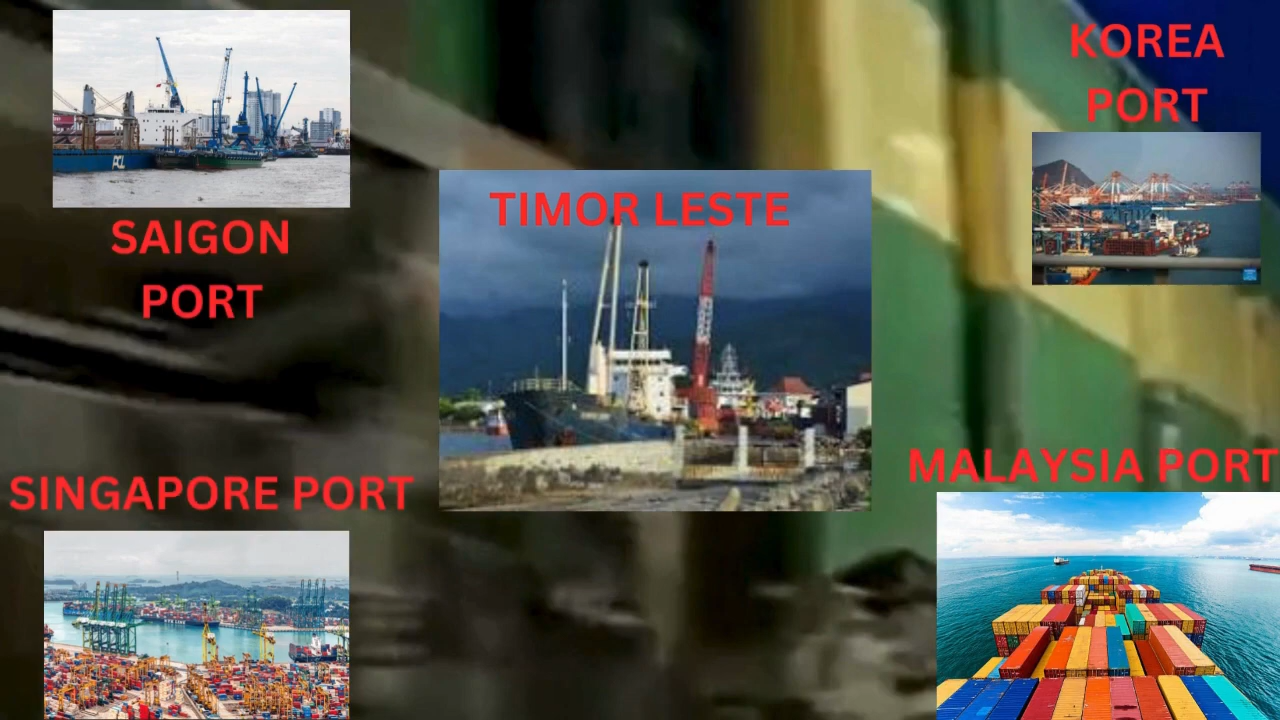 KOREA
PORT
TIMOR LESTE
SAIGON
PORT
MALAYSIA PORT
SINGAPORE PORT